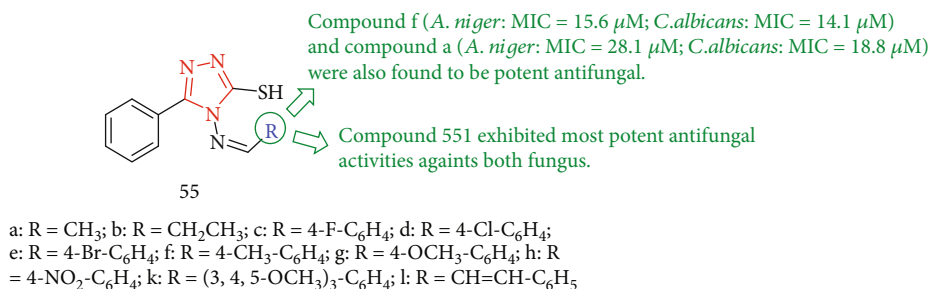 Compound f (A. niger: MIC = 15.6 μM; C.albicans: MIC = 14.1 μM)
and compound a (A. niger: MIC = 28.1 μM; C.albicans: MIC = 18.8 μM)
were also found to be potent antifungal.
N N
SH
N
N
R
Compound 551 exhibited most potent antifungal
activities againts both fungus.
55
a: R = CH₃; b: R = CH₂CH₃; c: R = 4-F-C₆H₄; d: R = 4-Cl-C₆H₄;
e: R = 4-Br-C₆H₄; f: R = 4-CH₃-C₆H₄; g: R = 4-OCH₃-C₆H₄; h: R
= 4-NO₂-C₆H₄; k: R = (3, 4, 5-OCH₃)₃-C₆H₄; l: R = CH=CH-C₆H₅